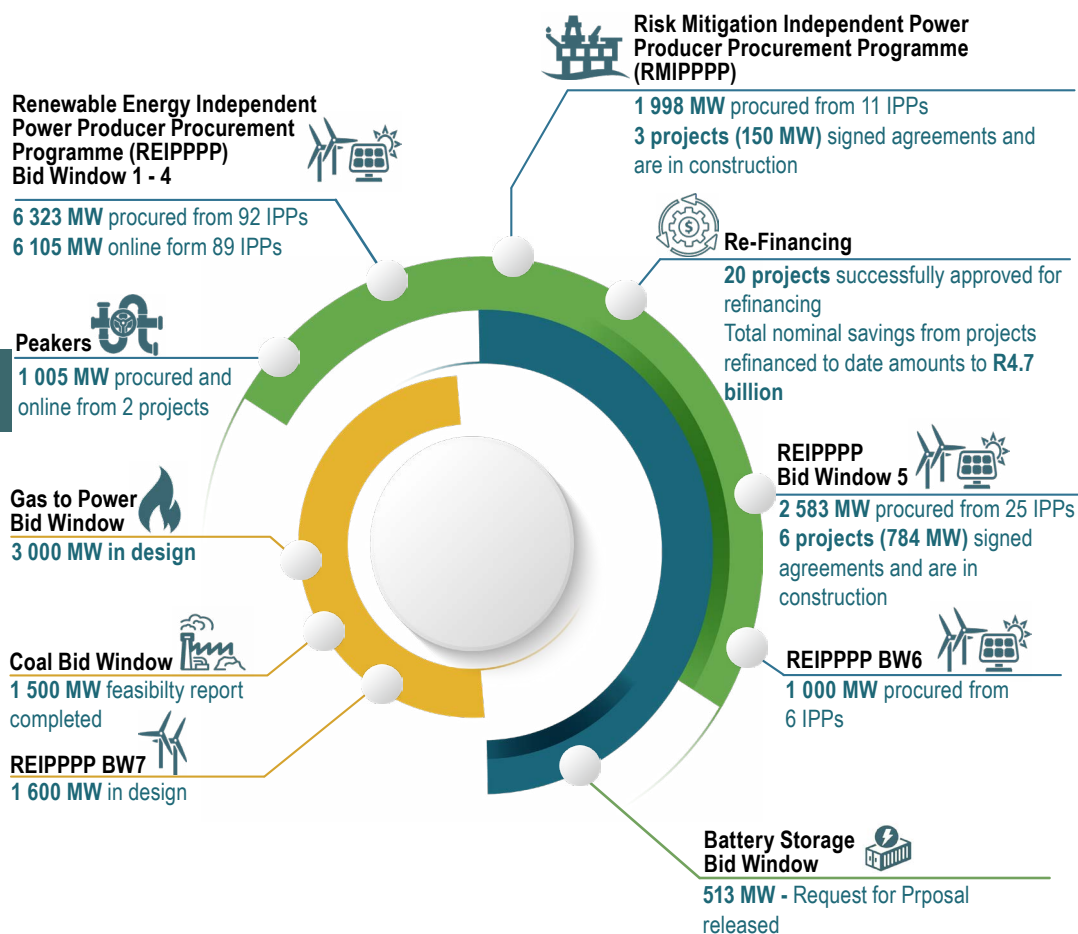 Risk Mitigation Independent Power
Producer Procurement Programme
(RMIPPPP)
1 998 MW procured from 11 IPPs
3 projects (150 MW) signed agreements and
are in construction
Renewable Energy Independent
Power Producer Procurement
Programme (REIPPPP)
Bid Window 1 - 4
6 323 MW procured from 92 IPPs
6 105 MW online form 89 IPPs
Re-Financing
20 projects successfully approved for
refinancing
Total nominal savings from projects
refinanced to date amounts to R4.7
billion
Peakers
1 005 MW procured and
online from 2 projects
REIPPPP
Bid Window 5
2 583 MW procured from 25 IPPs
6 projects (784 MW) signed
agreements and are in
construction
Gas to Power
Bid Window
3 000 MW in design
REIPPPP BW6
1 000 MW procured from
6 IPPs
Coal Bid Window
1 500 MW feasibilty report
completed
REIPPPP BW7
1 600 MW in design
Battery Storage
Bid Window
513 MW - Request for Prposal
released